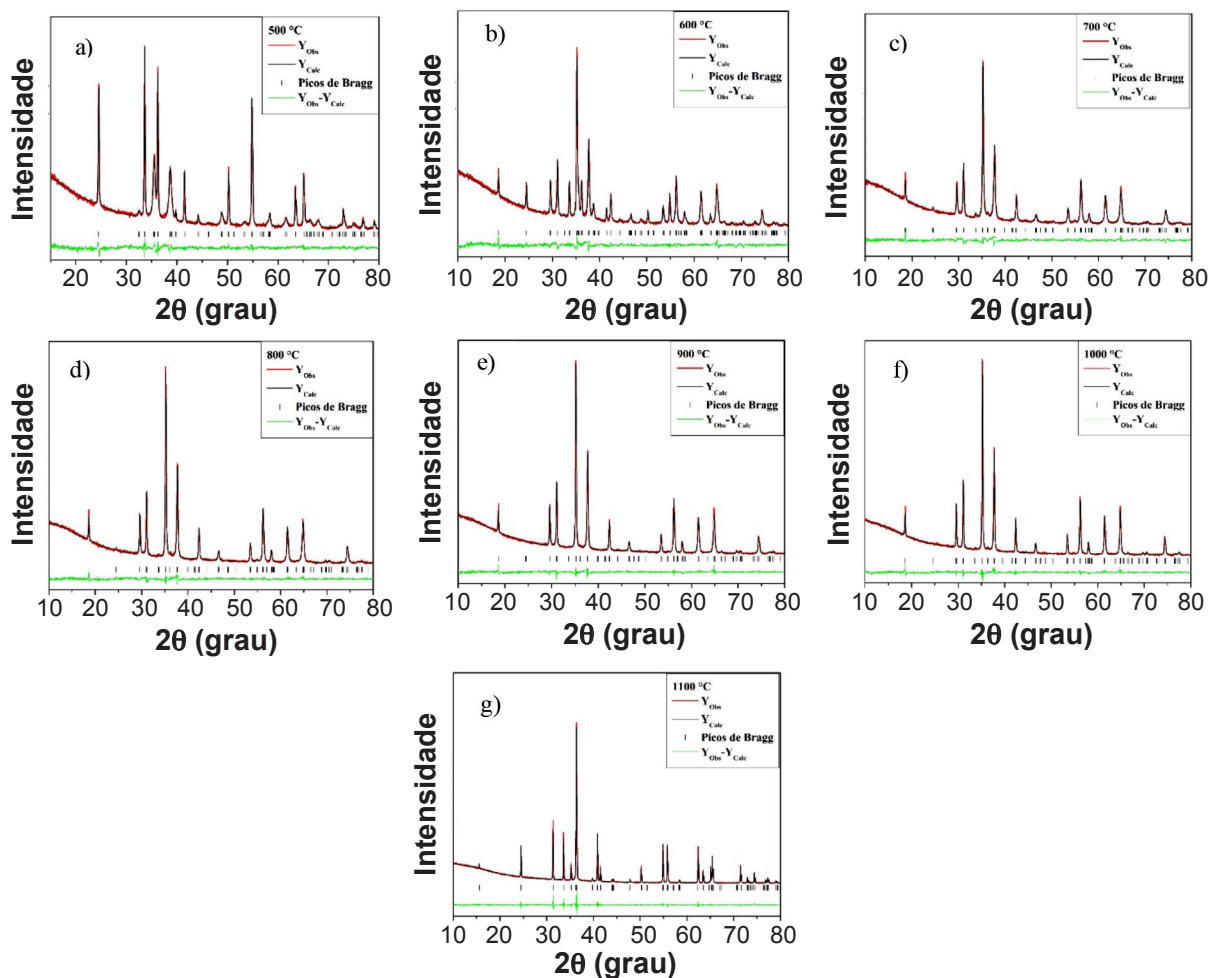 a)
500 °C
Y_Obs
Y_Calc
Picos de Bragg
Y_Obs-Y_Calc
Intensidade
20 30 40 50 60 70 80
2θ (grau)
b)
600 °C
Y_Obs
Y_Calc
Picos de Bragg
Y_Obs-Y_Calc
Intensidade
10 20 30 40 50 60 70 80
2θ (grau)
c)
700 °C
Y_Obs
Y_Calc
Picos de Bragg
Y_Obs-Y_Calc
Intensidade
10 20 30 40 50 60 70 80
2θ (grau)
d)
800 °C
Y_Obs
Y_Calc
Picos de Bragg
Y_Obs-Y_Calc
Intensidade
10 20 30 40 50 60 70 80
2θ (grau)
e)
900 °C
Y_Obs
Y_Calc
Picos de Bragg
Y_Obs-Y_Calc
Intensidade
10 20 30 40 50 60 70 80
2θ (grau)
f)
1000 °C
Y_Obs
Y_Calc
Picos de Bragg
Y_Obs-Y_Calc
Intensidade
10 20 30 40 50 60 70 80
2θ (grau)
g)
1100 °C
Y_Obs
Y_Calc
Picos de Bragg
Y_Obs-Y_Calc
Intensidade
10 20 30 40 50 60 70 80
2θ (grau)